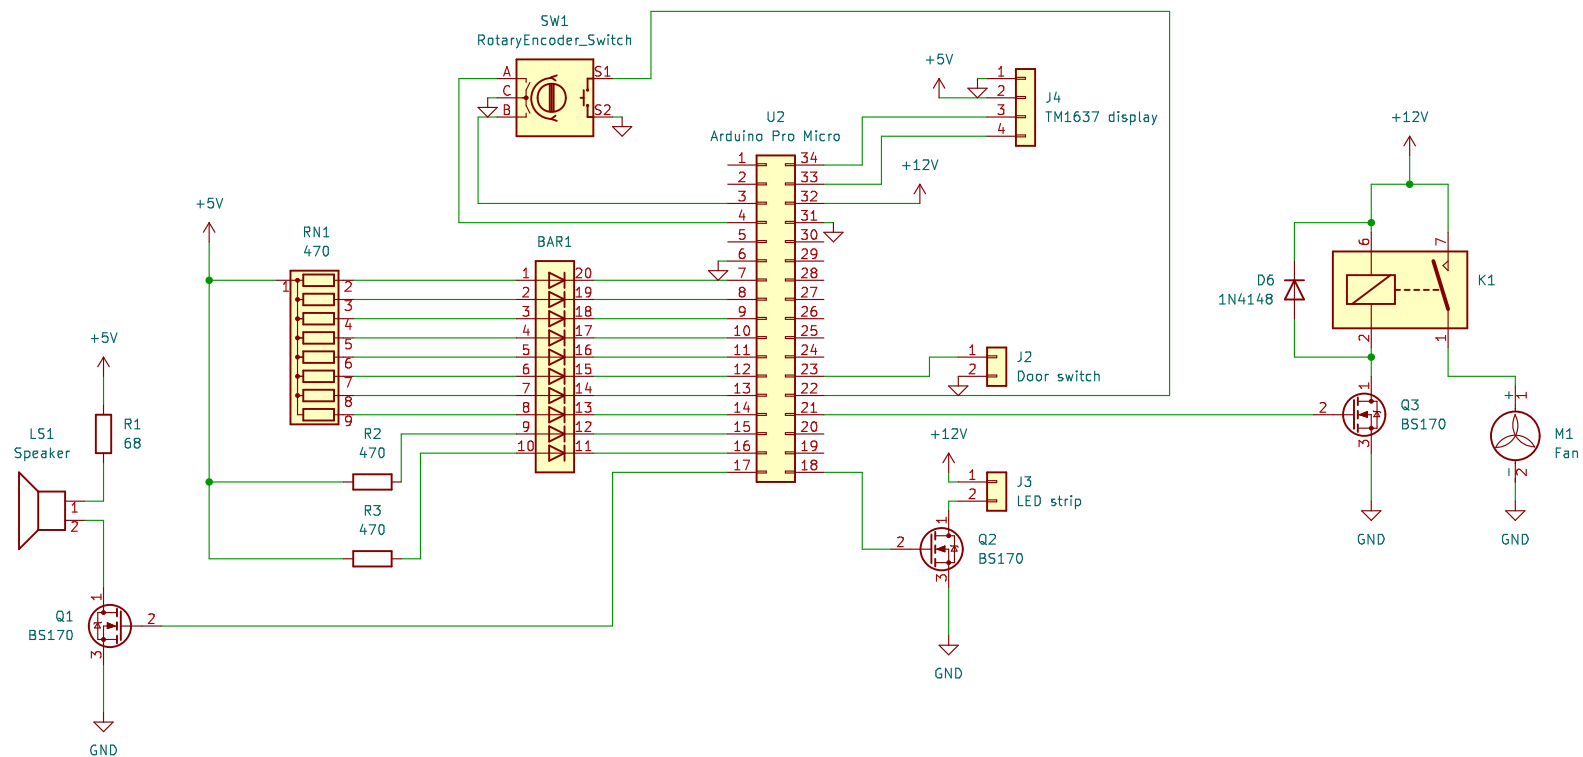 SW1
RotaryEncoder_Switch
A
C
B
S1
S2
+5V
1
2
3
4
J4
TM1637 display
U2
Arduino Pro Micro
1
2
3
4
5
6
7
8
9
10
11
12
13
14
15
16
17
34
33
32
31
30
29
28
27
26
25
24
23
22
21
20
19
18
+12V
+5V
RN1
470
1
2
3
4
5
6
7
8
9
BAR1
1
2
3
4
5
6
7
8
9
10
20
19
18
17
16
15
14
13
12
11
R2
470
R3
470
+5V
R1
68
LS1
Speaker
1
2
Q1
BS170
1
2
3
GND
1
2
J2
Door switch
+12V
1
2
J3
LED strip
1
2
3
Q2
BS170
GND
+12V
6
7
2
1
K1
D6
1N4148
1
2
3
Q3
BS170
GND
+
1
-
2
M1
Fan
GND